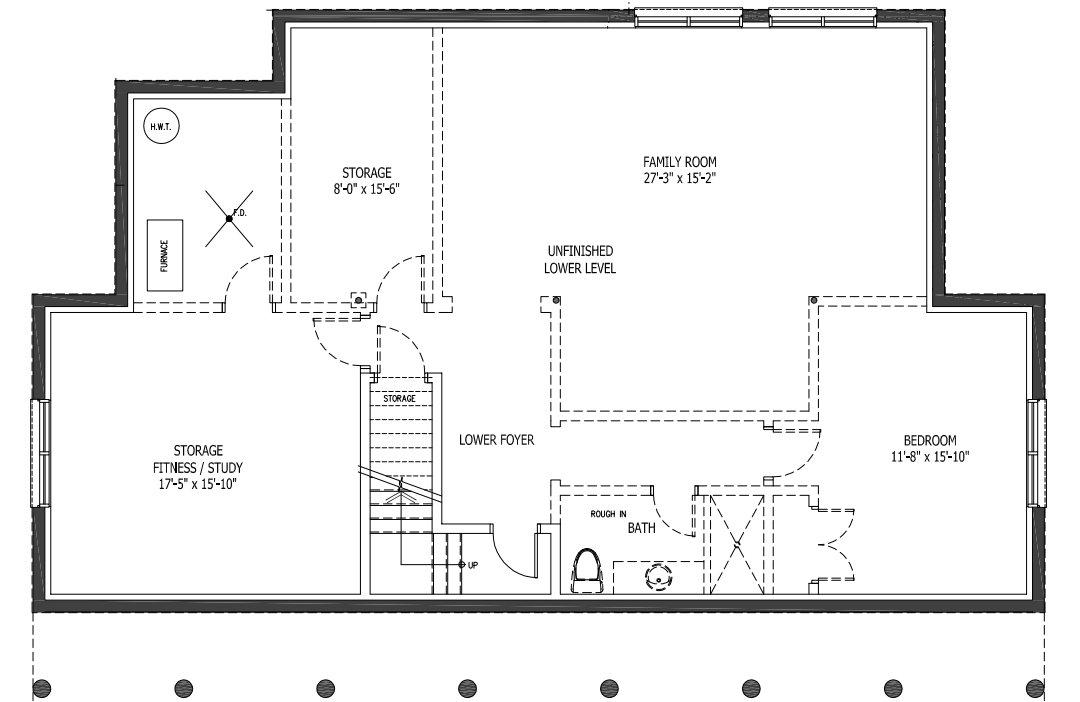 H.W.T.
F.D.
FURNACE
STORAGE
8'-0" x 15'-6"
FAMILY ROOM
27'-3" x 15'-2"
UNFINISHED
LOWER LEVEL
STORAGE
LOWER FOYER
STORAGE
FITNESS / STUDY
17'-5" x 15'-10"
BEDROOM
11'-8" x 15'-10"
ROUGH IN
BATH
UP